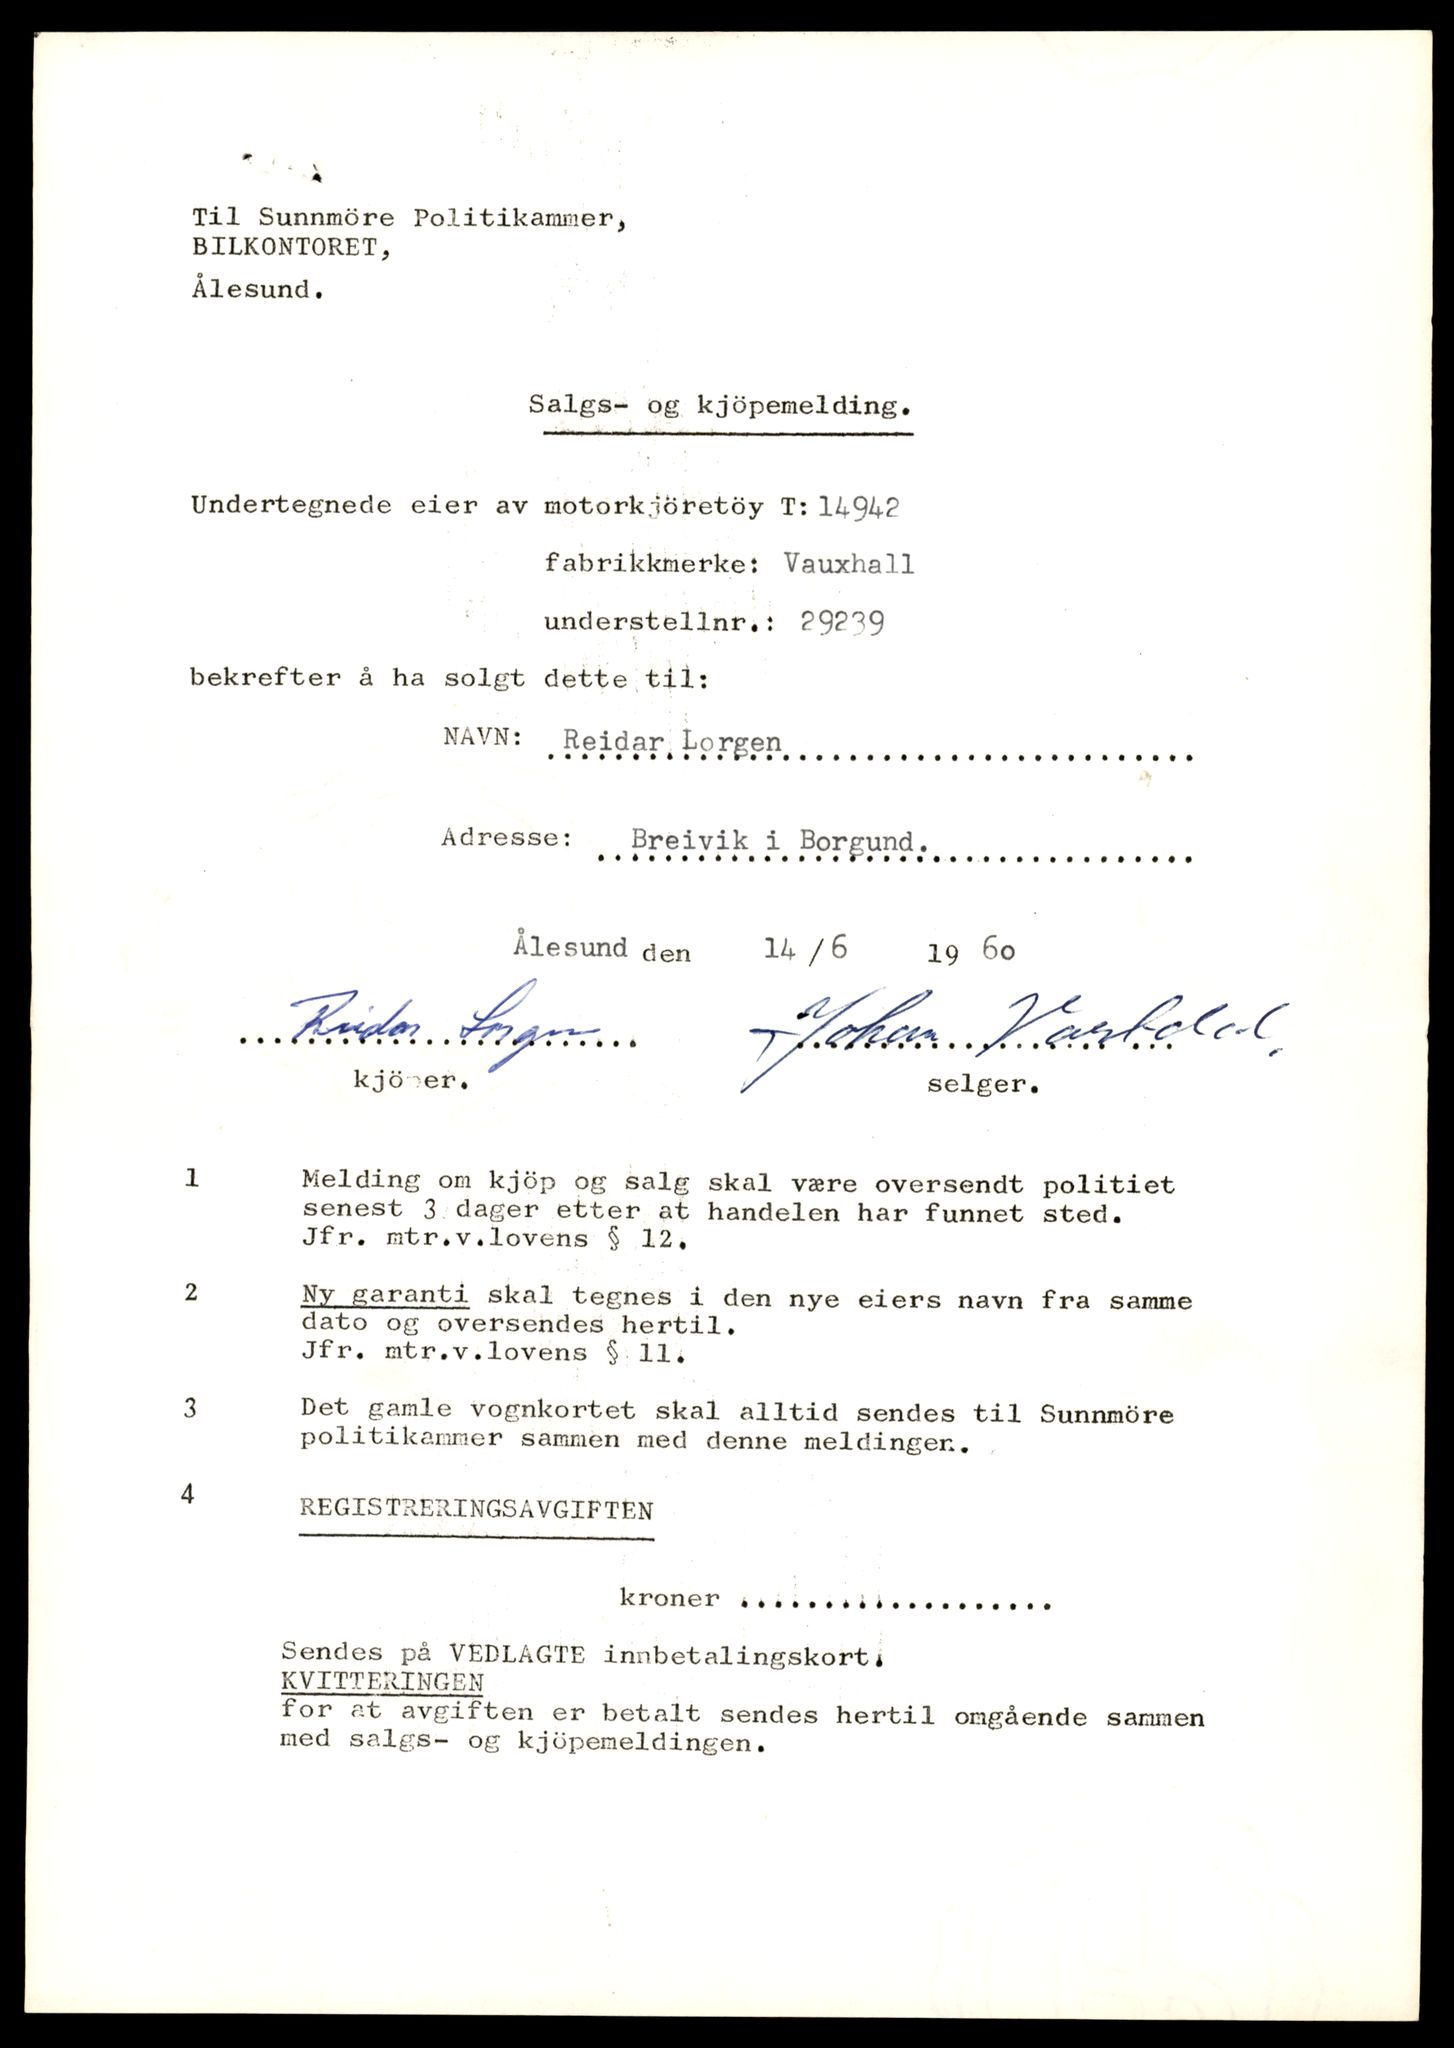 Til Sunnmöre Politikammer,
BILKONTORET,
Ålesund.
Salgs- og kjöpemelding.
Undertegnede eier av motorkjöretöy T: 14942
fabrikkmerke: Vauxhall
understellnr.: 29239
bekrefter å ha solgt dette til:
NAVN: Reidar Lorgen
Adresse: Breivik i Borgund.
Ålesund den 14/6 1960
Reidar Lorgen Johan
kjöper. selger.
1 Melding om kjöp og salg skal være oversendt politiet
senest 3 dager etter at handelen har funnet sted.
Jfr. mtr.v.lovens § 12.
2 Ny garanti skal tegnes i den nye eiers navn fra samme
dato og oversendes hertil.
Jfr. mtr.v.lovens § 11.
3 Det gamle vognkortet skal alltid sendes til Sunnmöre
politikammer sammen med denne meldingen.
4 REGISTRERINGSAVGIFTEN
kroner ...................
Sendes på VEDLAGTE innbetalingskort.
KVITTERINGEN
for at avgiften er betalt sendes hertil omgående sammen
med salgs- og kjöpemeldingen.